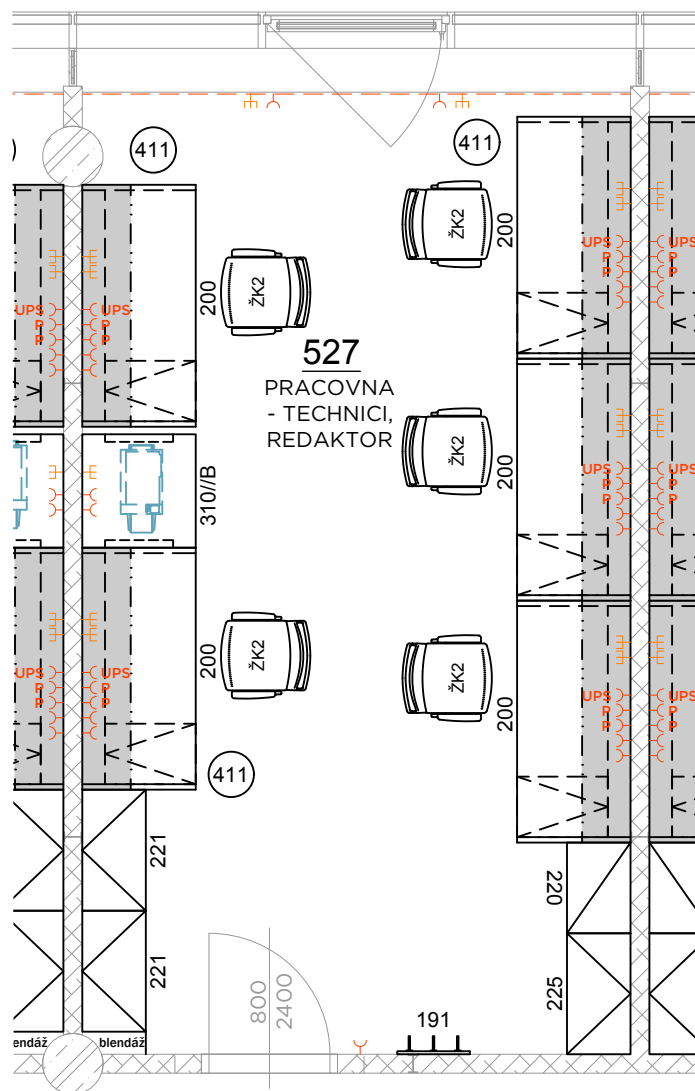 411
411
200
200
ŽK2
ŽK2
UPS
P
P
UPS
P
P
UPS
P
P
UPS
P
P
527
PRACOVNA
- TECHNICI,
REDAKTOR
310//B
200
ŽK2
UPS
P
P
UPS
P
P
200
ŽK2
200
ŽK2
UPS
P
P
UPS
P
P
UPS
P
P
UPS
P
P
411
221
220
221
225
800
2400
191
endáž
blendáž